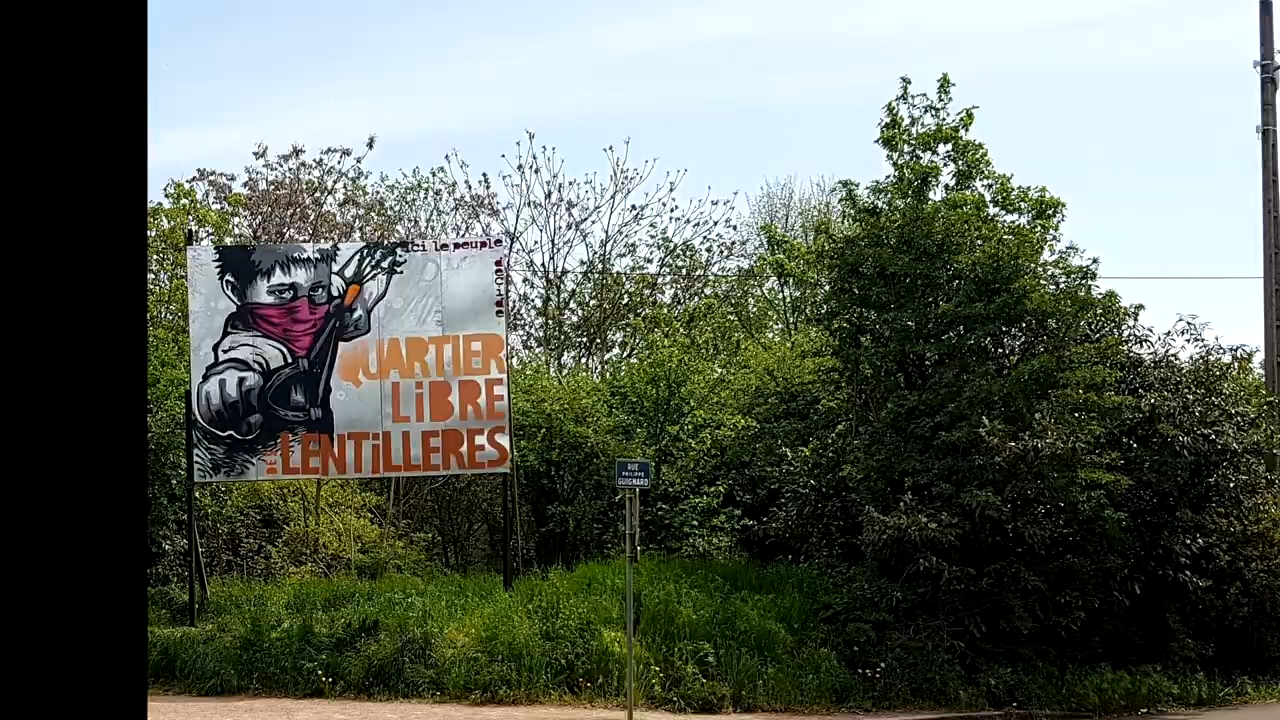 ici le peuple
QUARTIER
LiBRE
DES LENTiLLERES
RUE
PHILIPPE
GUIGNARD